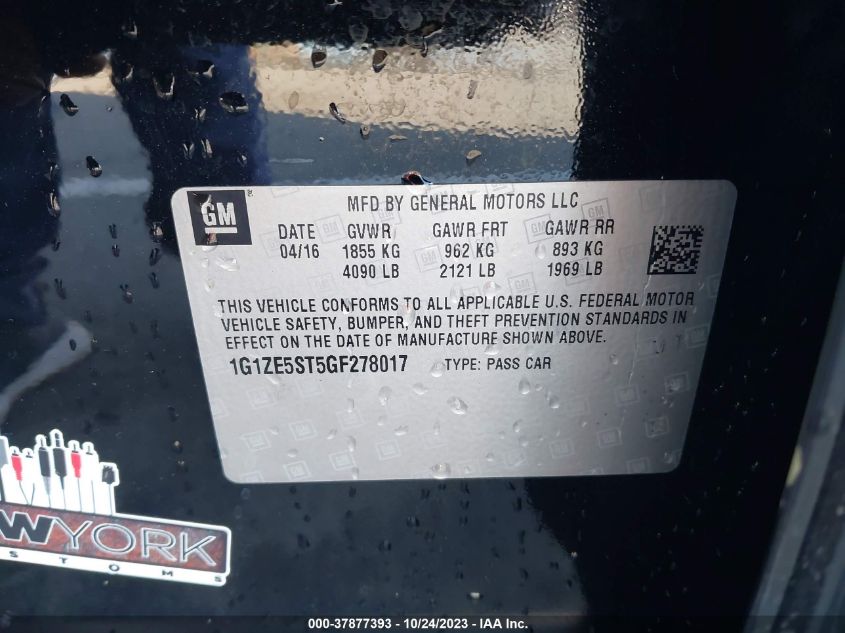 GM
MFD BY GENERAL MOTORS LLC
DATE GVWR GAWR FRT GAWR RR
04/16 1855 KG 962 KG 893 KG
4090 LB 2121 LB 1969 LB
THIS VEHICLE CONFORMS TO ALL APPLICABLE U.S. FEDERAL MOTOR
VEHICLE SAFETY, BUMPER, AND THEFT PREVENTION STANDARDS IN
EFFECT ON THE DATE OF MANUFACTURE SHOWN ABOVE.
1G1ZE5ST5GF278017 TYPE: PASS CAR
WYORK
STOMS
000-37877393 - 10/24/2023 - IAA Inc.